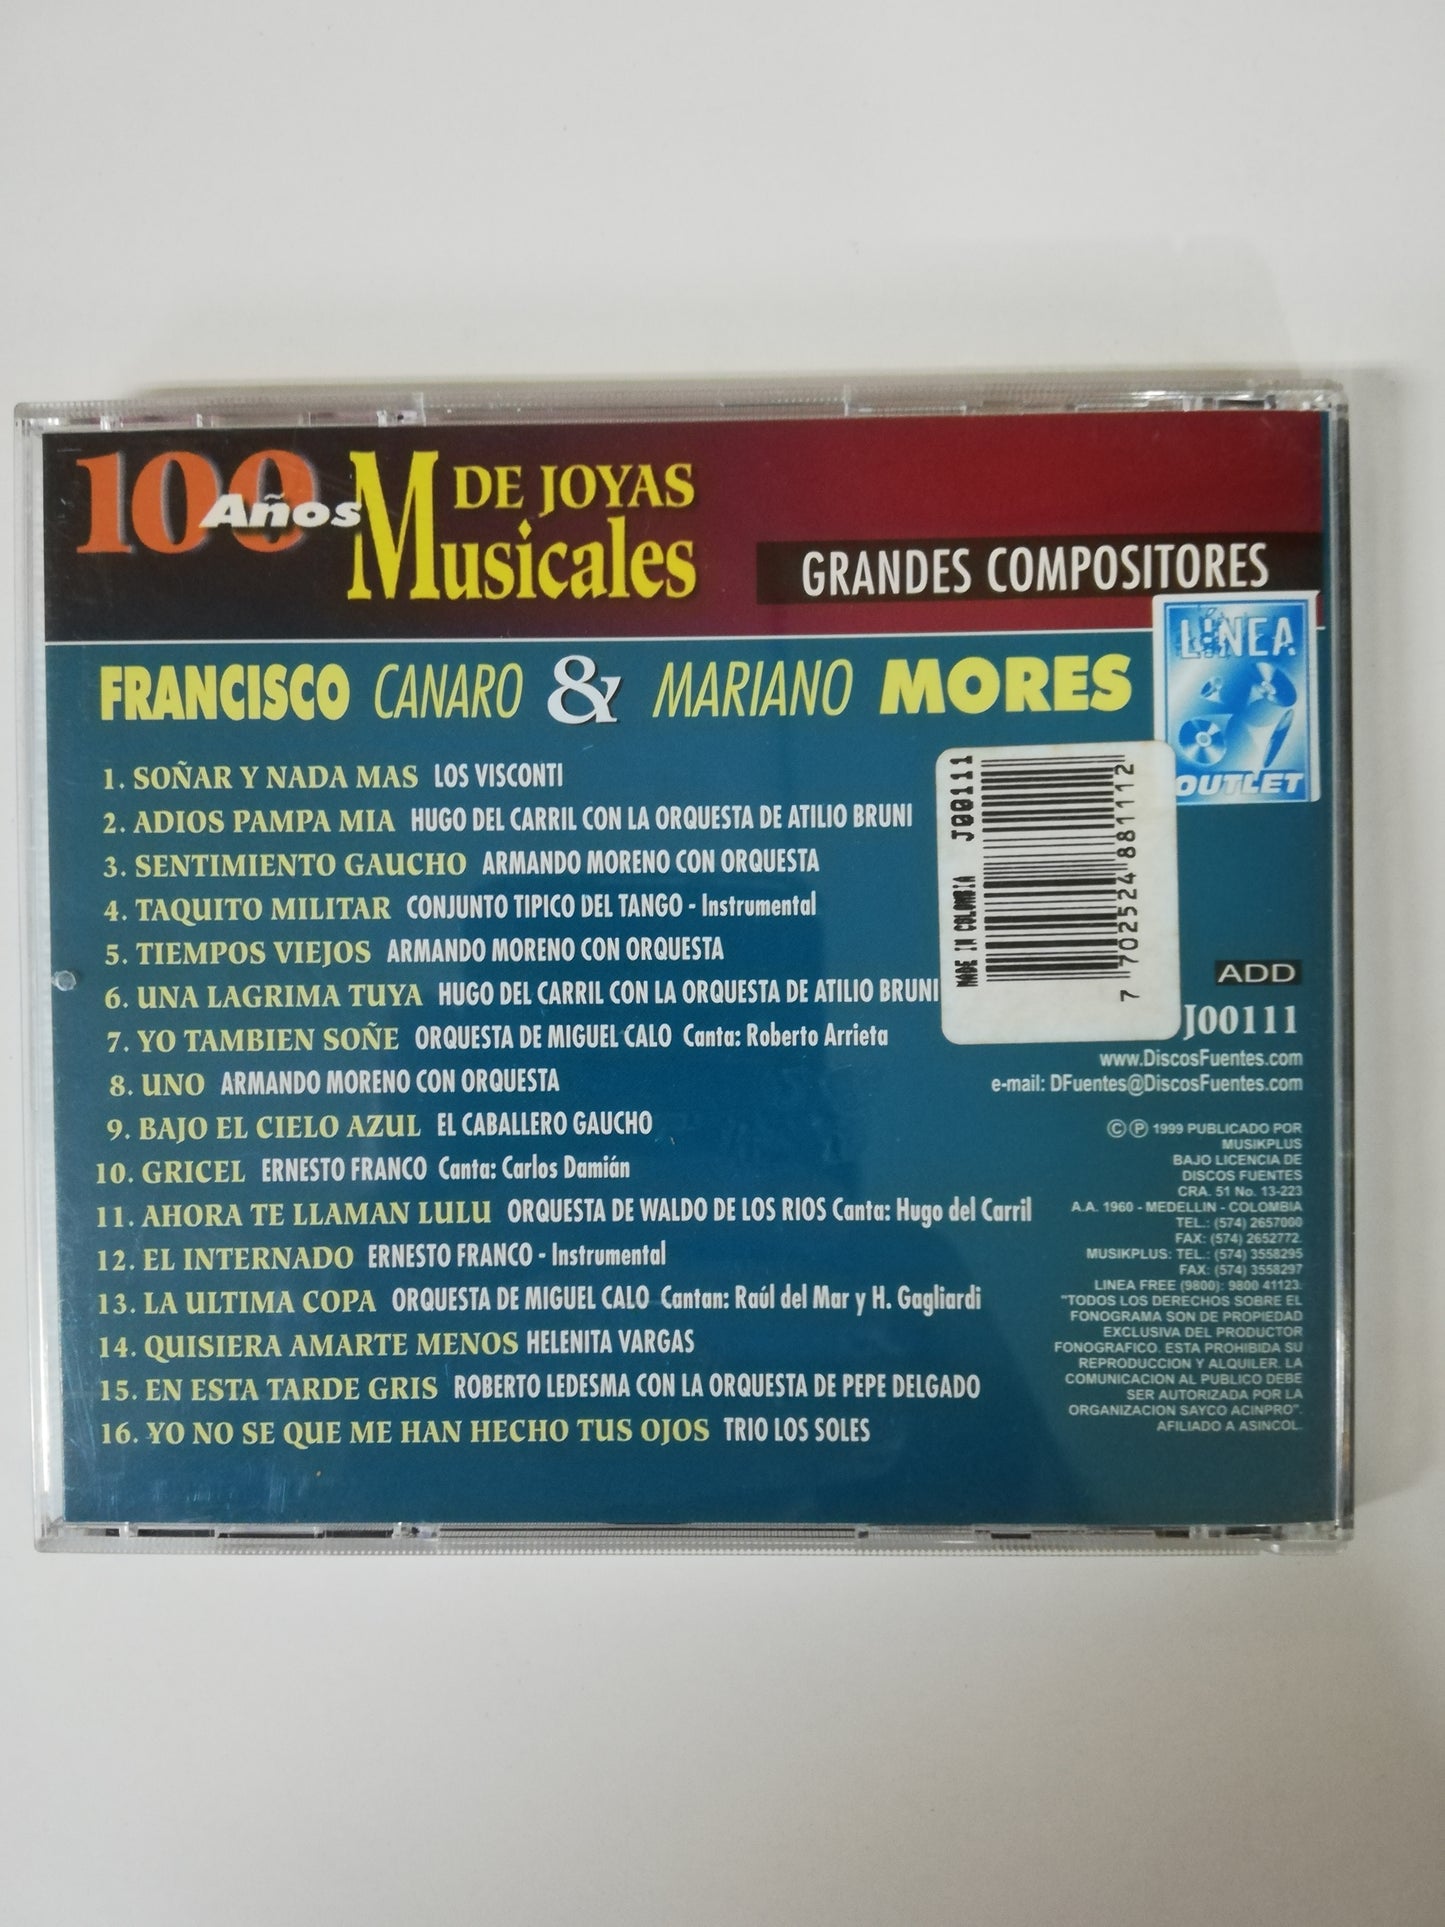 100 Años DE JOYAS
Musicales
GRANDES COMPOSITORES
LINEA
OUTLET
FRANCISCO CANARO & MARIANO MORES
1. SOÑAR Y NADA MAS LOS VISCONTI
2. ADIOS PAMPA MIA HUGO DEL CARRIL CON LA ORQUESTA DE ATILIO BRUNI
3. SENTIMIENTO GAUCHO ARMANDO MORENO CON ORQUESTA
4. TAQUITO MILITAR CONJUNTO TIPICO DEL TANGO - Instrumental
5. TIEMPOS VIEJOS ARMANDO MORENO CON ORQUESTA
6. UNA LAGRIMA TUYA HUGO DEL CARRIL CON LA ORQUESTA DE ATILIO BRUNI
7. YO TAMBIEN SOÑE ORQUESTA DE MIGUEL CALO Canta: Roberto Arrieta
8. UNO ARMANDO MORENO CON ORQUESTA
9. BAJO EL CIELO AZUL EL CABALLERO GAUCHO
10. GRICEL ERNESTO FRANCO Canta: Carlos Damián
11. AHORA TE LLAMAN LULU ORQUESTA DE WALDO DE LOS RIOS Canta: Hugo del Carril
12. EL INTERNADO ERNESTO FRANCO - Instrumental
13. LA ULTIMA COPA ORQUESTA DE MIGUEL CALO Cantan: Raúl del Mar y H. Gagliardi
14. QUISIERA AMARTE MENOS HELENITA VARGAS
15. EN ESTA TARDE GRIS ROBERTO LEDESMA CON LA ORQUESTA DE PEPE DELGADO
16. YO NO SE QUE ME HAN HECHO TUS OJOS TRIO LOS SOLES
MADE IN COLOMBIA J00111
7 702524 881112
ADD
J00111
www.DiscosFuentes.com
e-mail: DFuentes@DiscosFuentes.com
© ℗ 1999 PUBLICADO POR
MUSIKPLUS
BAJO LICENCIA DE
DISCOS FUENTES
CRA. 51 No. 13-223
A.A. 1960 - MEDELLIN - COLOMBIA
TEL.: (574) 2657000
FAX: (574) 2652772.
MUSIKPLUS: TEL.: (574) 3558295
FAX: (574) 3558297
LINEA FREE (9800): 9800 41123.
"TODOS LOS DERECHOS SOBRE EL
FONOGRAMA SON DE PROPIEDAD
EXCLUSIVA DEL PRODUCTOR
FONOGRAFICO. ESTA PROHIBIDA SU
REPRODUCCION Y ALQUILER. LA
COMUNICACION AL PUBLICO DEBE
SER AUTORIZADA POR LA
ORGANIZACION SAYCO ACINPRO".
AFILIADO A ASINCOL.